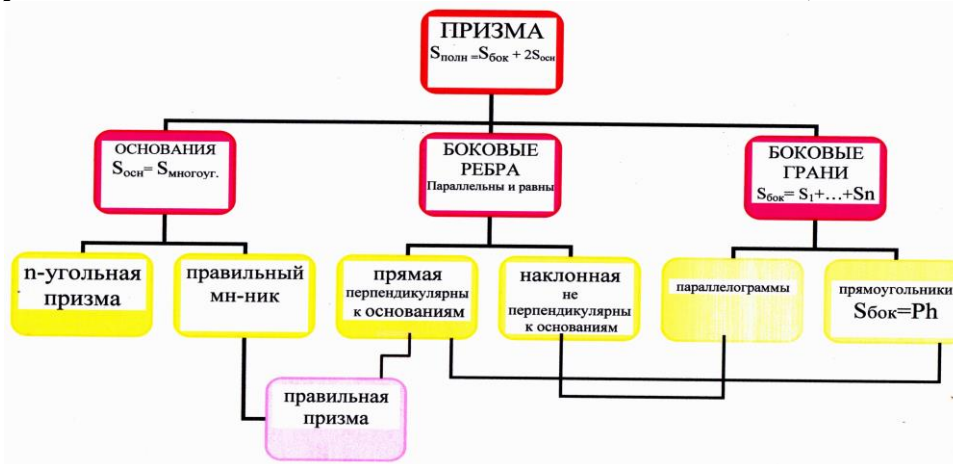 ПРИЗМА
Sполн =Sбок + 2Sосн
ОСНОВАНИЯ
Sосн= Sмногоуг.
БОКОВЫЕ
РЕБРА
Параллельны и равны
БОКОВЫЕ
ГРАНИ
Sбок= S1+…+Sn
n-угольная
призма
правильный
мн-ник
прямая
перпендикулярны
к основаниям
наклонная
не
перпендикулярны
к основаниям
параллелограммы
прямоугольники
Sбок=Ph
правильная
призма